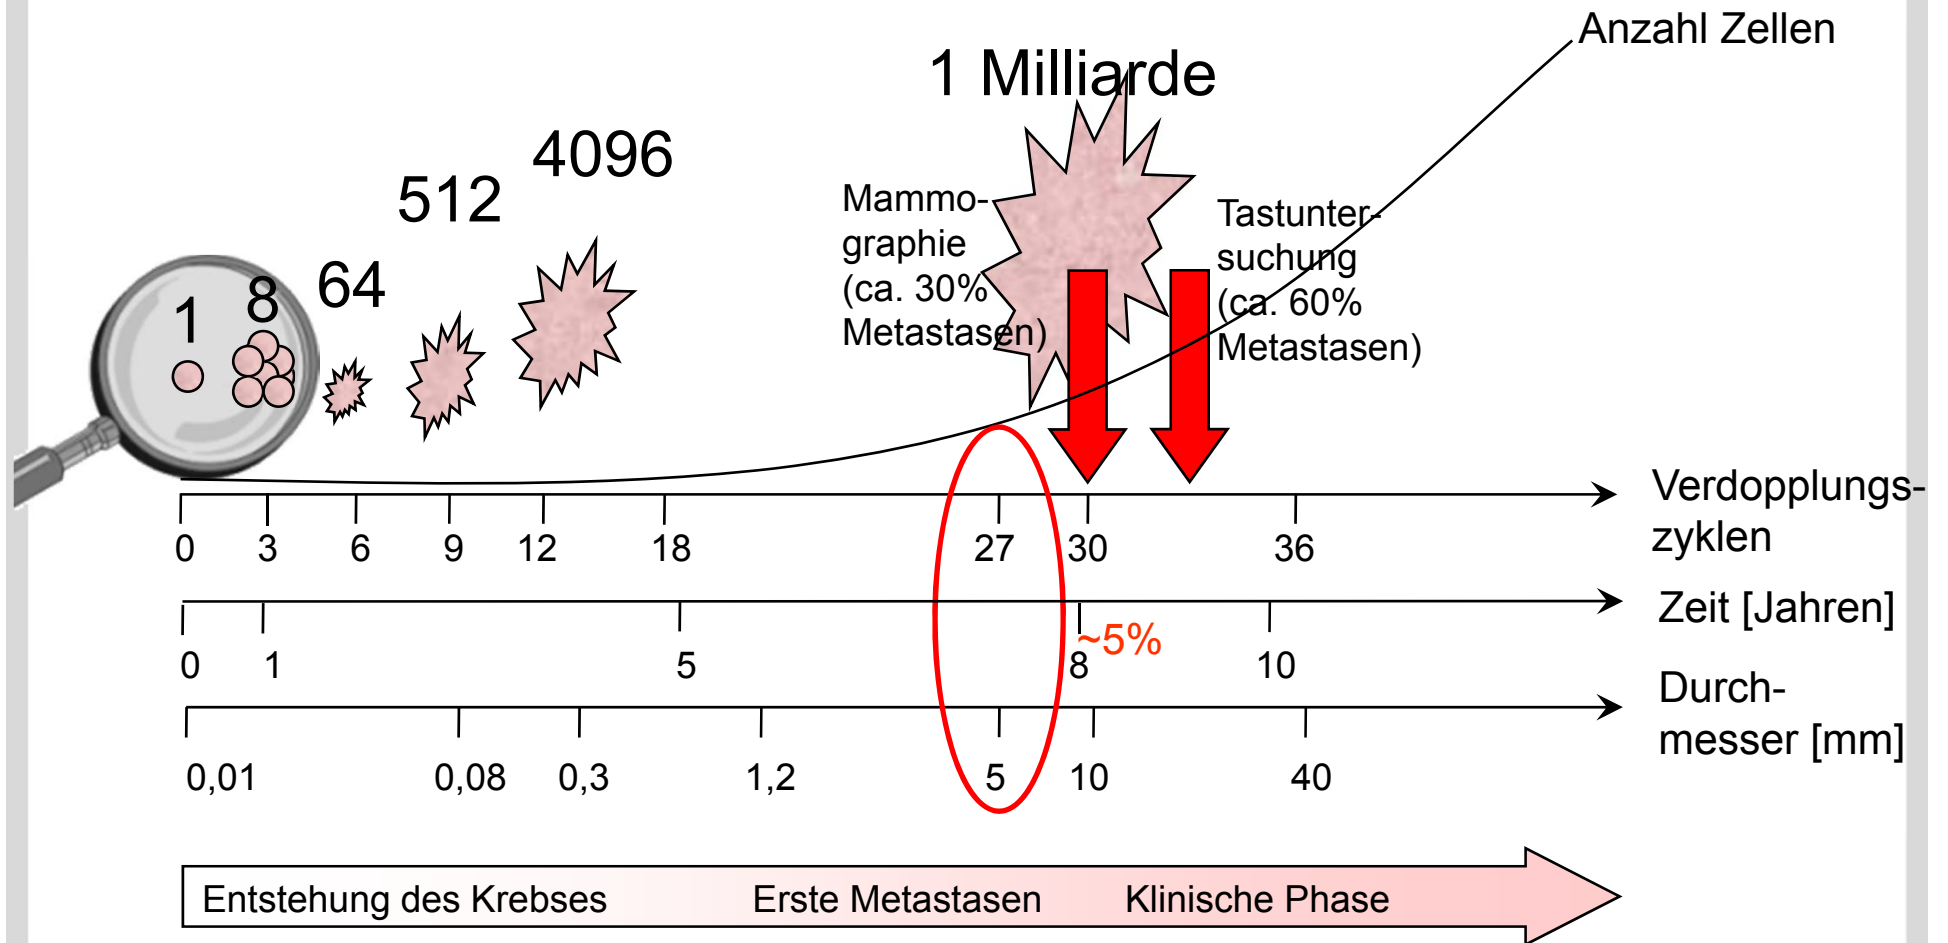 Anzahl Zellen
1 Milliarde
4096
512
64
8
1
Mammo-
graphie
(ca. 30%
Metastasen)
Tastunter-
suchung
(ca. 60%
Metastasen)
0 3 6 9 12 18 27 30 36
Verdopplungs-
zyklen
0 1 5 8 10
~5%
Zeit [Jahren]
0,01 0,08 0,3 1,2 5 10 40
Durch-
messer [mm]
Entstehung des Krebses Erste Metastasen Klinische Phase